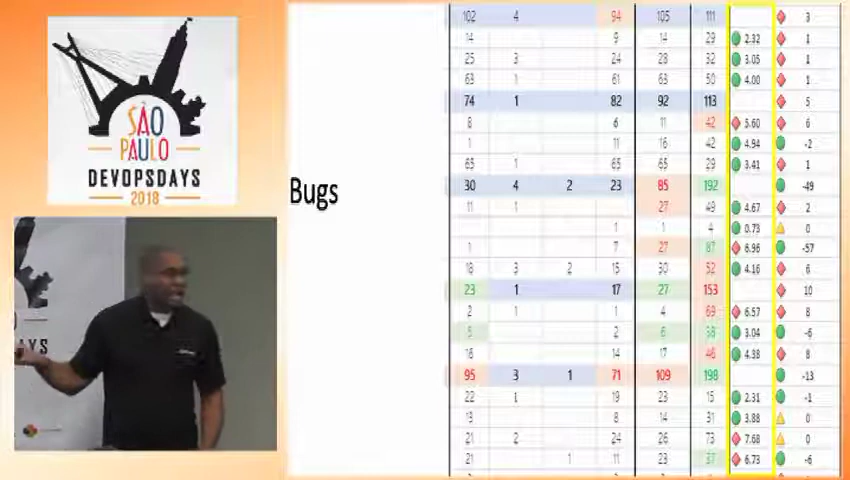 SÃO
PAULO
DEVOPSDAYS
2018
AYS
Bugs
102 4 94 105 111 3
14 9 14 29 2.32 1
25 3 24 28 32 3.05 1
63 1 61 63 50 4.00 1
74 1 82 92 113 5
8 6 11 42 5.60 6
1 11 16 42 4.94 -2
65 1 65 65 29 3.41 1
30 4 2 23 85 192 -49
11 1 27 49 4.67 2
1 1 4 0.73 0
1 7 27 87 6.96 -57
18 3 2 15 30 52 4.16 6
23 1 17 27 153 10
2 1 1 4 69 6.57 8
5 2 6 38 3.04 -6
16 14 17 46 4.38 8
95 3 1 71 109 198 -13
22 1 19 23 15 2.31 -1
13 8 14 31 3.88 0
21 2 24 26 73 7.68 0
21 1 11 23 37 6.73 -6